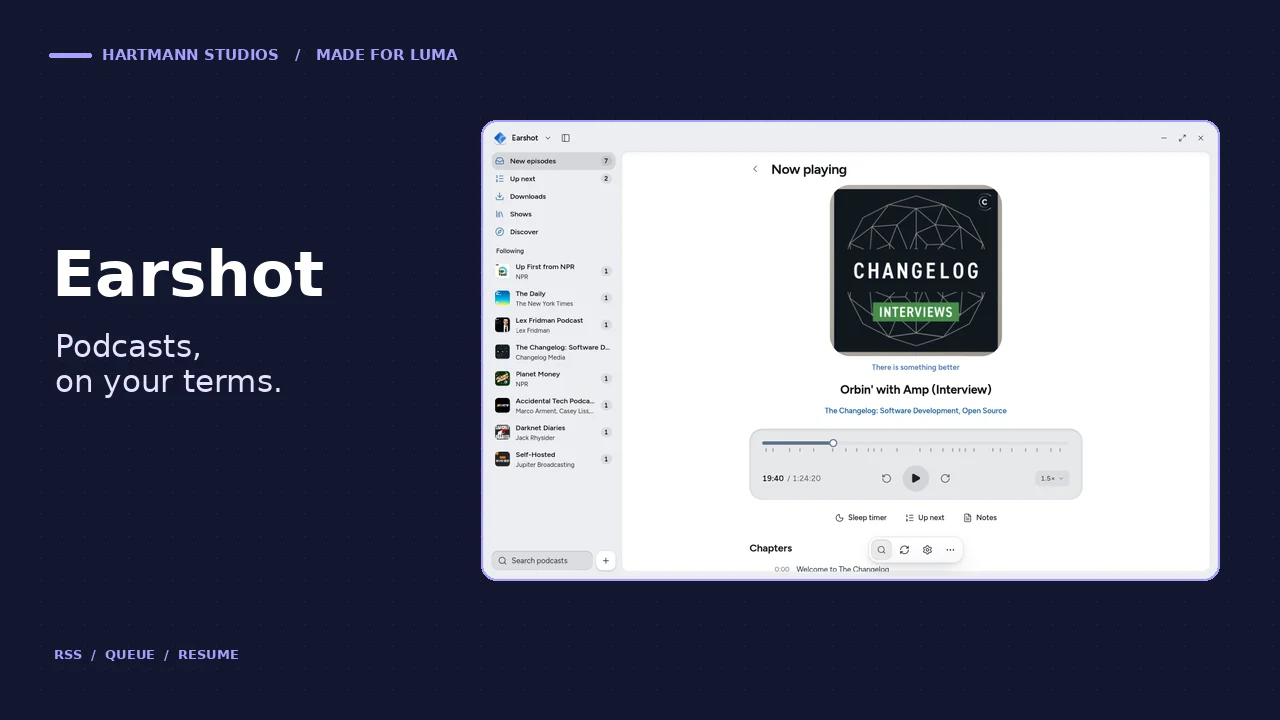 HARTMANN STUDIOS / MADE FOR LUMA
Earshot
Podcasts,
on your terms.
RSS / QUEUE / RESUME
Earshot
New episodes 7
Up next 2
Downloads
Shows
Discover
Following
Up First from NPR
NPR
1
The Daily
The New York Times
1
Lex Fridman Podcast
Lex Fridman
1
The Changelog: Software D...
Changelog Media
Planet Money
NPR
1
Accidental Tech Podca...
Marco Arment, Casey Liss,...
1
Darknet Diaries
Jack Rhysider
1
Self-Hosted
Jupiter Broadcasting
1
Search podcasts
Now playing
C
CHANGELOG
INTERVIEWS
There is something better
Orbin' with Amp (Interview)
The Changelog: Software Development, Open Source
19:40 / 1:24:20
1.5×
Sleep timer
Up next
Notes
Chapters
0:00 Welcome to The Changelog